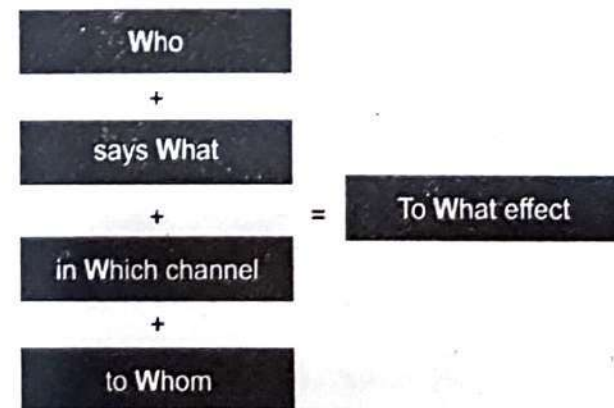 Who
+
says What
+
=
To What effect
in Which channel
+
to Whom